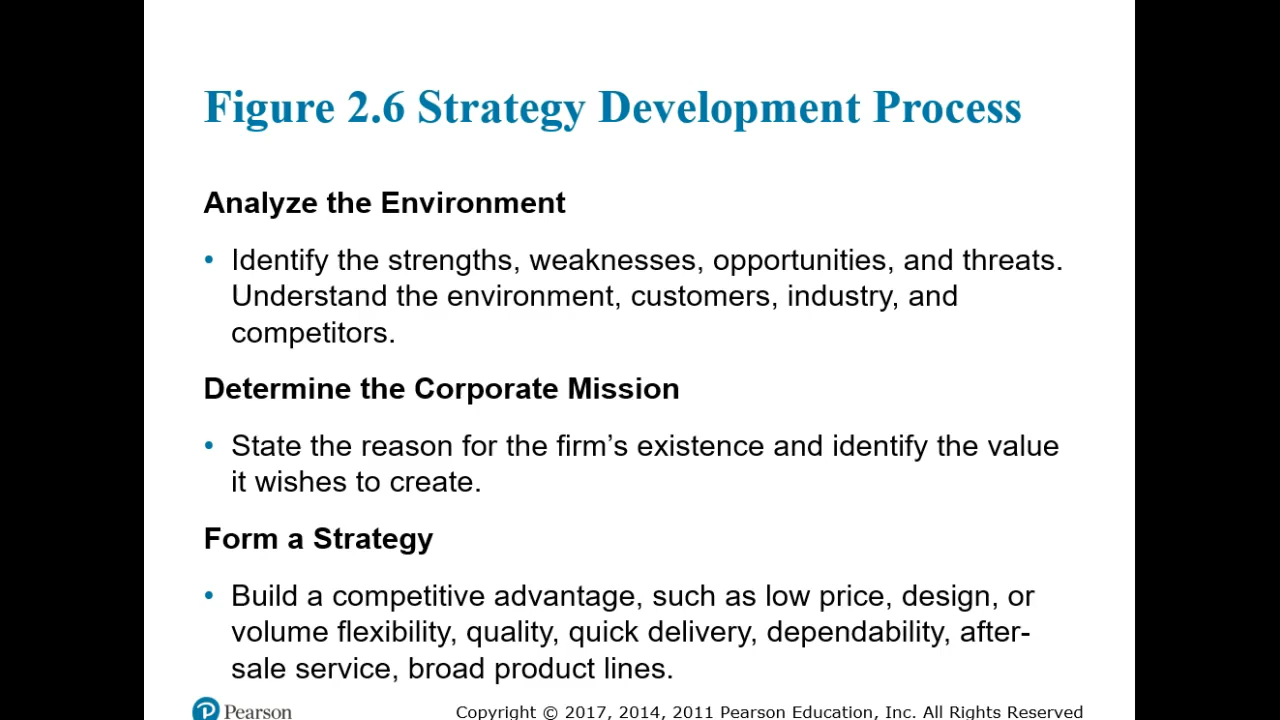 Figure 2.6 Strategy Development Process
Analyze the Environment
• Identify the strengths, weaknesses, opportunities, and threats.
Understand the environment, customers, industry, and
competitors.
Determine the Corporate Mission
• State the reason for the firm’s existence and identify the value
it wishes to create.
Form a Strategy
• Build a competitive advantage, such as low price, design, or
volume flexibility, quality, quick delivery, dependability, after-
sale service, broad product lines.
Pearson
Copyright © 2017, 2014, 2011 Pearson Education, Inc. All Rights Reserved